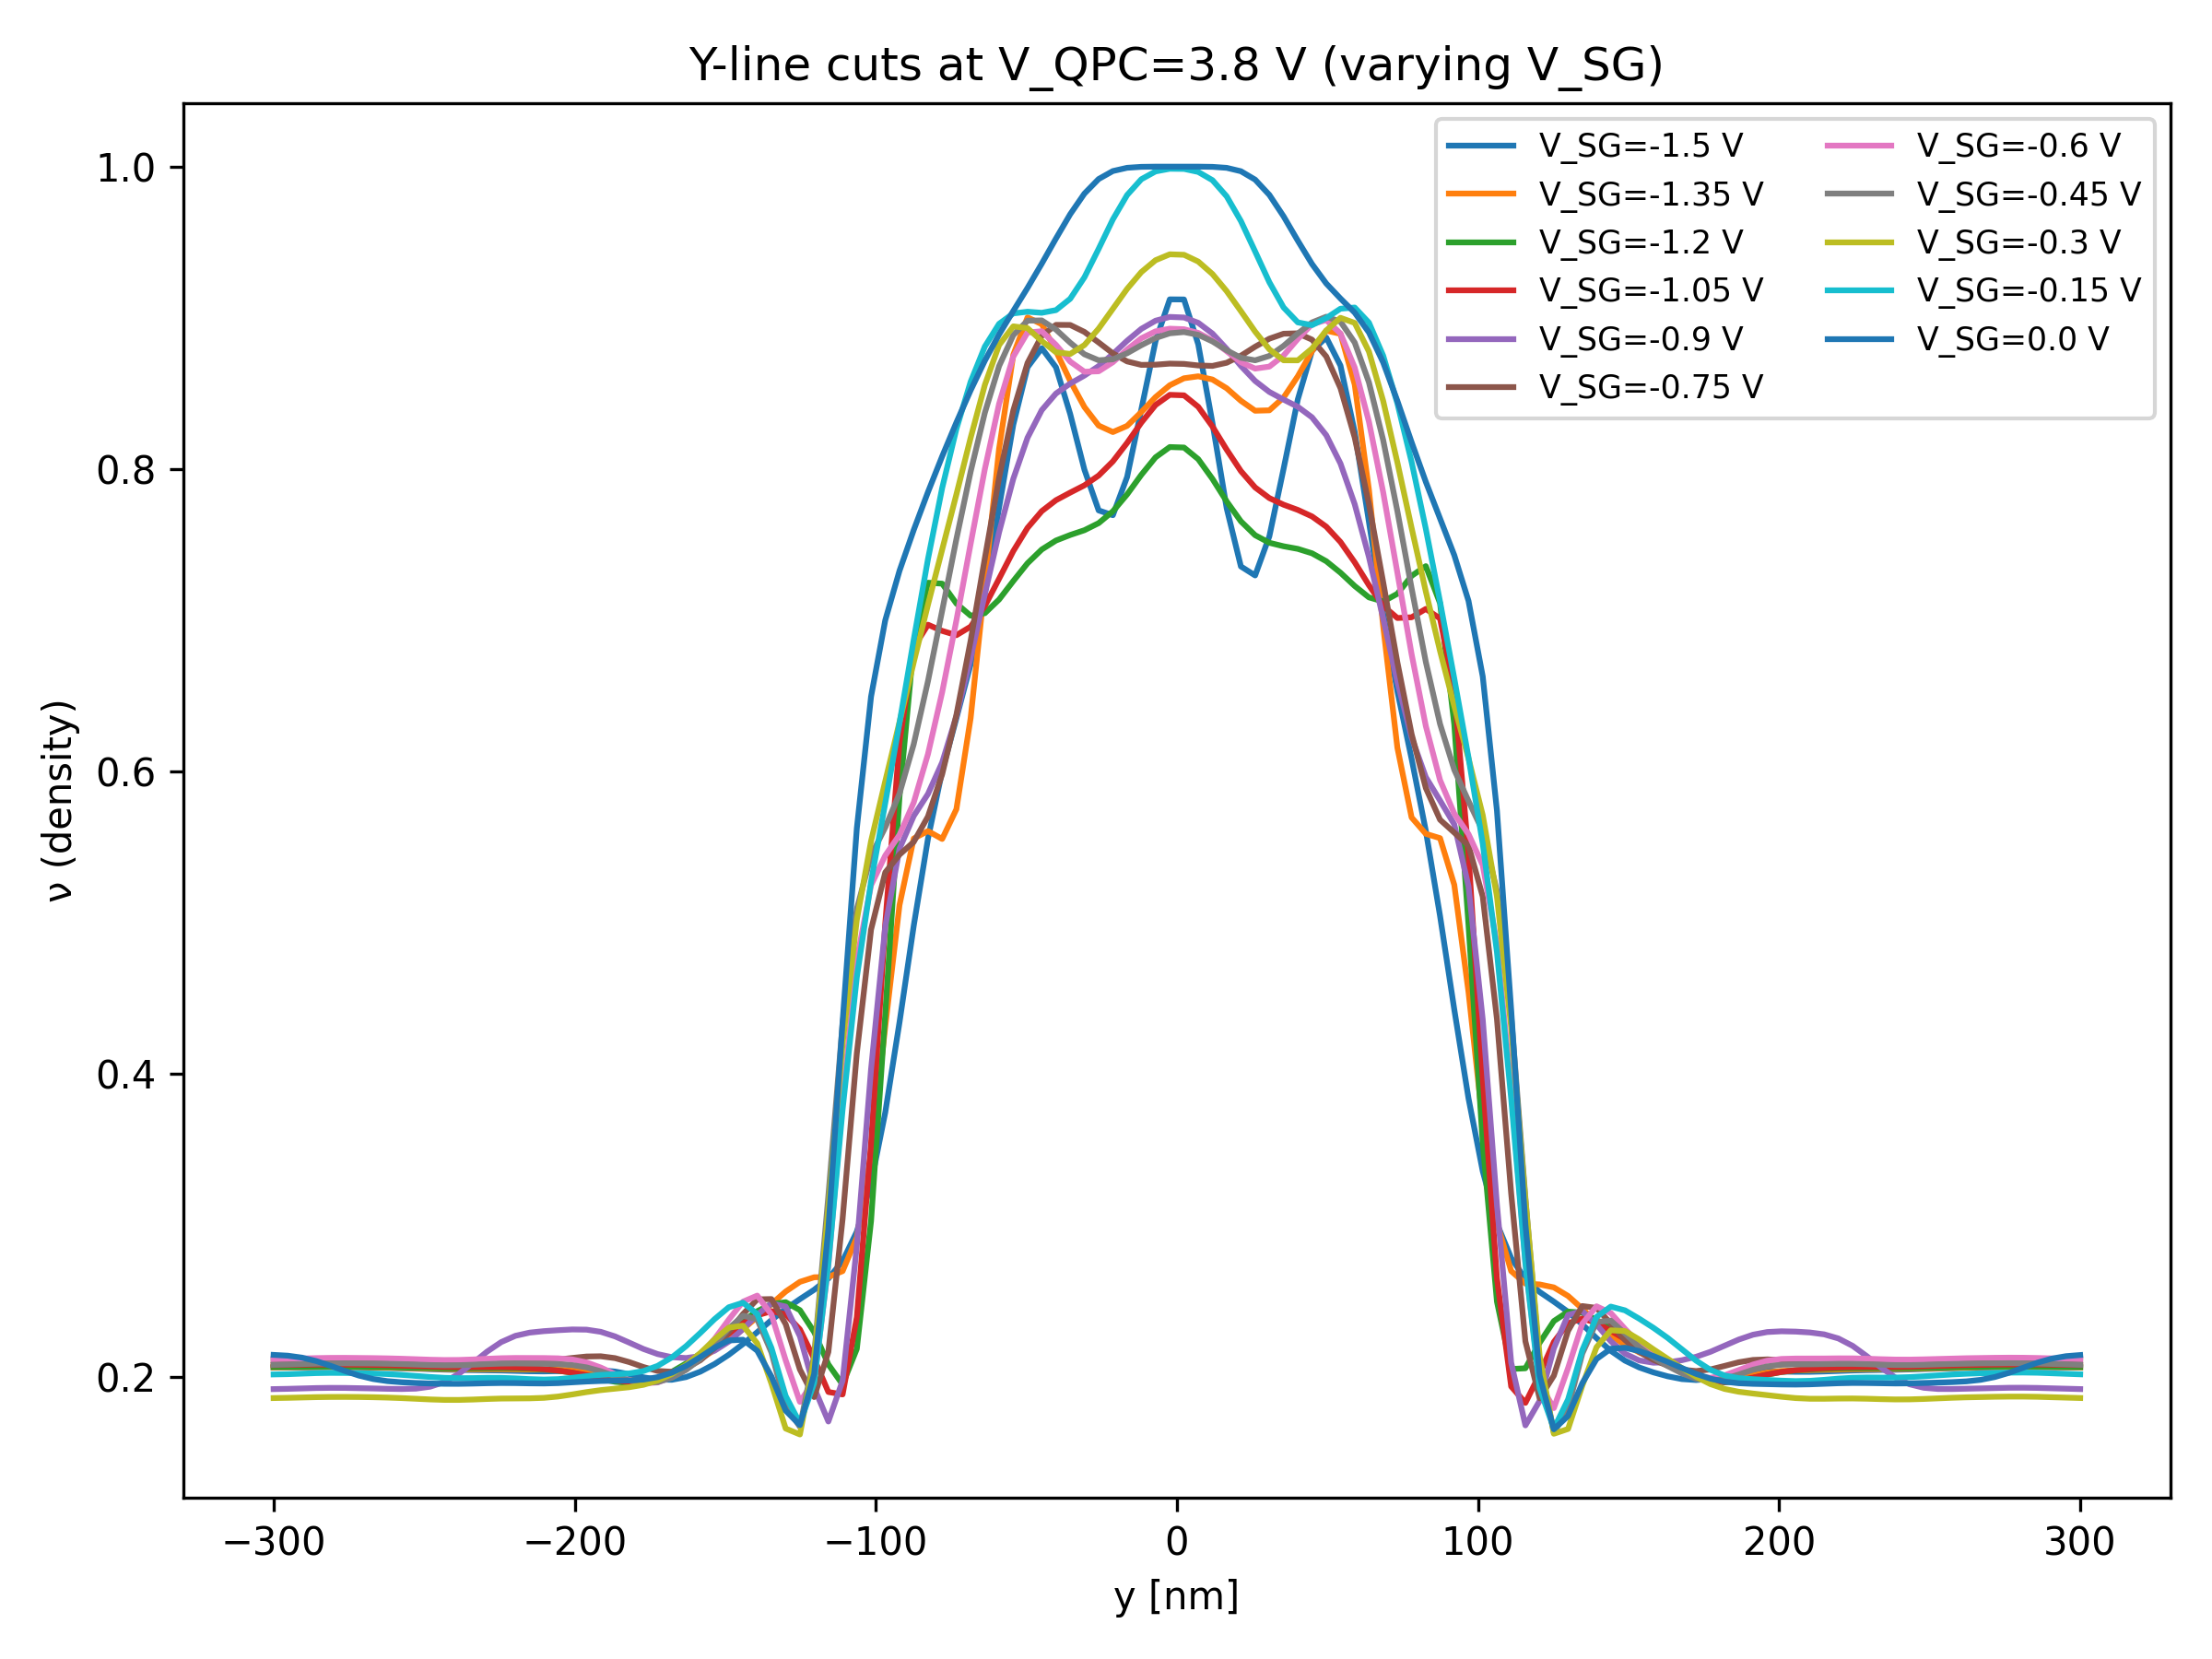 Y-line cuts at V_QPC=3.8 V (varying V_SG)
V_SG=-1.5 V
V_SG=-1.35 V
V_SG=-1.2 V
V_SG=-1.05 V
V_SG=-0.9 V
V_SG=-0.75 V
V_SG=-0.6 V
V_SG=-0.45 V
V_SG=-0.3 V
V_SG=-0.15 V
V_SG=0.0 V
1.0
0.8
0.6
0.4
0.2
ν (density)
−300
−200
−100
0
100
200
300
y [nm]